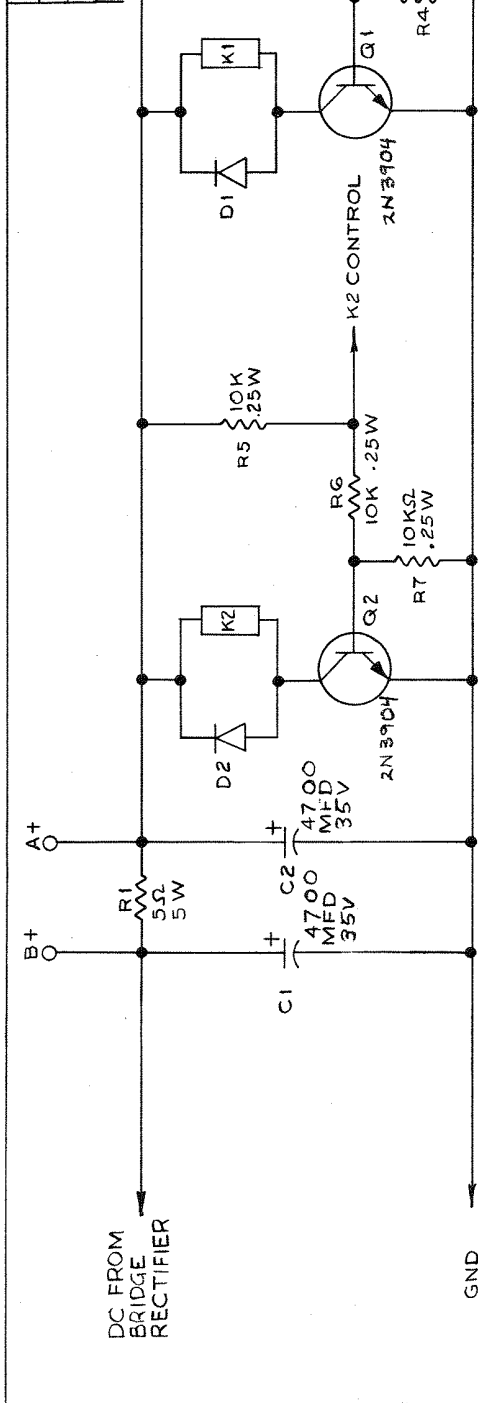 DC FROM
BRIDGE
RECTIFIER
GND
B+
A+
R1
5Ω
5W
C1
4700
MFD
35V
C2
4700
MFD
35V
D2
K2
Q2
2N3904
R6
10K .25W
R7
10KΩ
.25W
R5
10K
.25W
K2 CONTROL
D1
K1
Q1
2N3904
R4